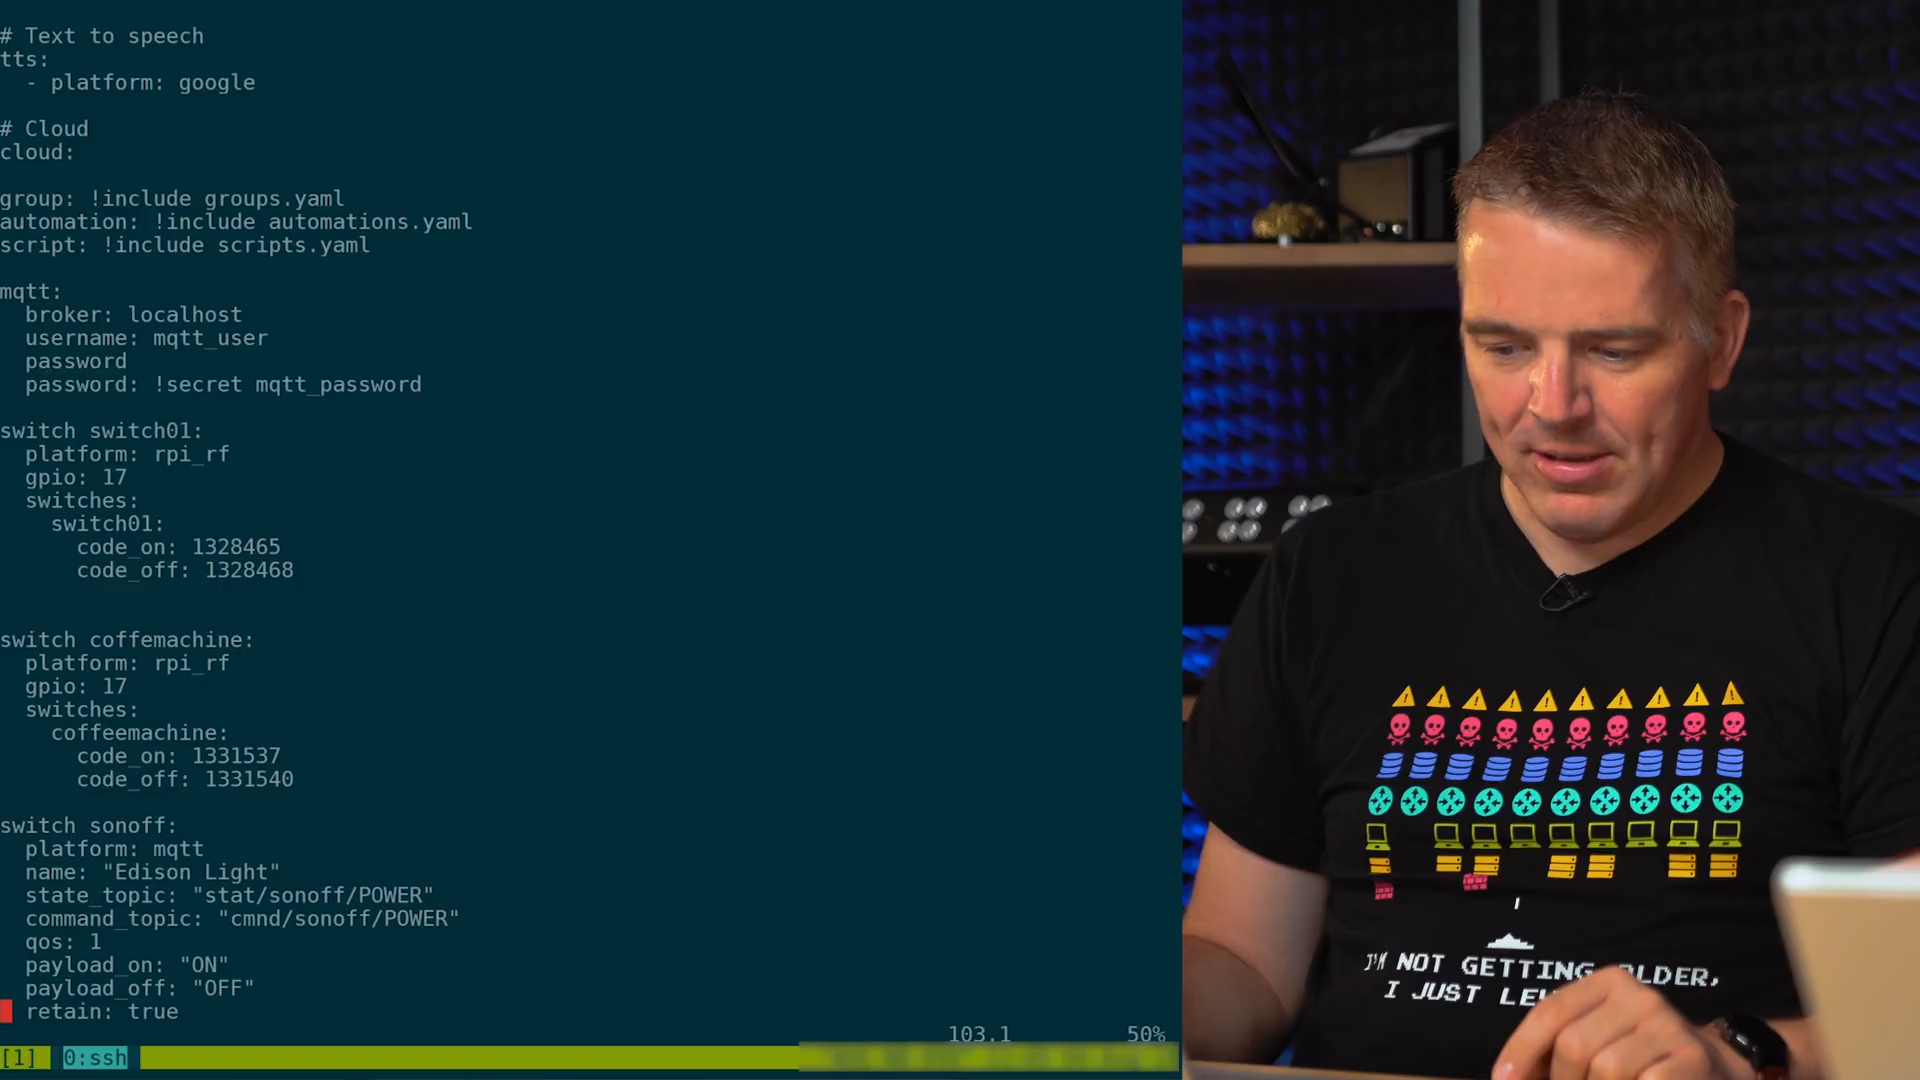 # Text to speech
tts:
  - platform: google
# Cloud
cloud:
group: !include groups.yaml
automation: !include automations.yaml
script: !include scripts.yaml
mqtt:
  broker: localhost
  username: mqtt_user
  password
  password: !secret mqtt_password
switch switch01:
  platform: rpi_rf
  gpio: 17
  switches:
    switch01:
      code_on: 1328465
      code_off: 1328468
switch coffemachine:
  platform: rpi_rf
  gpio: 17
  switches:
    coffeemachine:
      code_on: 1331537
      code_off: 1331540
switch sonoff:
  platform: mqtt
  name: "Edison Light"
  state_topic: "stat/sonoff/POWER"
  command_topic: "cmnd/sonoff/POWER"
  qos: 1
  payload_on: "ON"
  payload_off: "OFF"
  retain: true
103.1 50%
[1] 0:ssh
I'M NOT GETTING OLDER,
I JUST